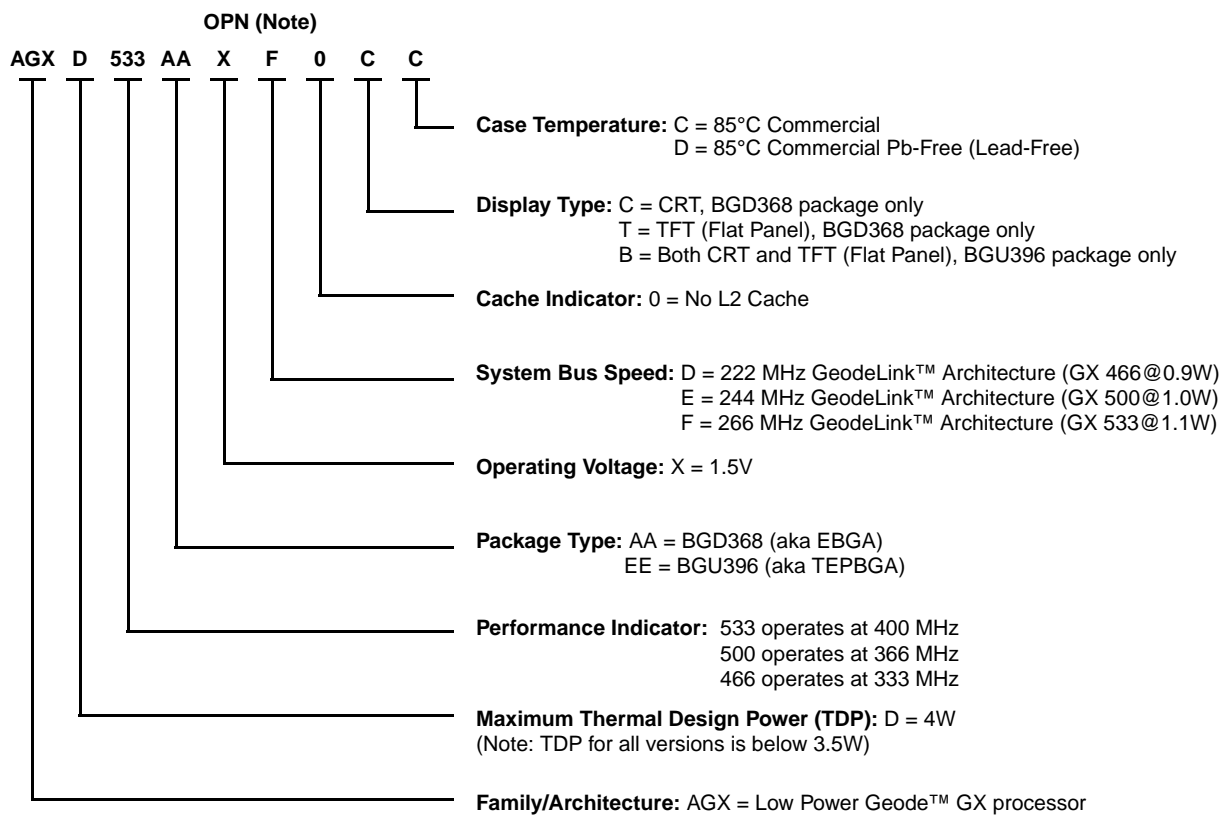 OPN (Note)
AGX D 533 AA X F 0 C C
Case Temperature: C = 85°C Commercial
D = 85°C Commercial Pb-Free (Lead-Free)
Display Type: C = CRT, BGD368 package only
T = TFT (Flat Panel), BGD368 package only
B = Both CRT and TFT (Flat Panel), BGU396 package only
Cache Indicator: 0 = No L2 Cache
System Bus Speed: D = 222 MHz GeodeLink™ Architecture (GX 466@0.9W)
E = 244 MHz GeodeLink™ Architecture (GX 500@1.0W)
F = 266 MHz GeodeLink™ Architecture (GX 533@1.1W)
Operating Voltage: X = 1.5V
Package Type: AA = BGD368 (aka EBGA)
EE = BGU396 (aka TEPBGA)
Performance Indicator: 533 operates at 400 MHz
500 operates at 366 MHz
466 operates at 333 MHz
Maximum Thermal Design Power (TDP): D = 4W
(Note: TDP for all versions is below 3.5W)
Family/Architecture: AGX = Low Power Geode™ GX processor